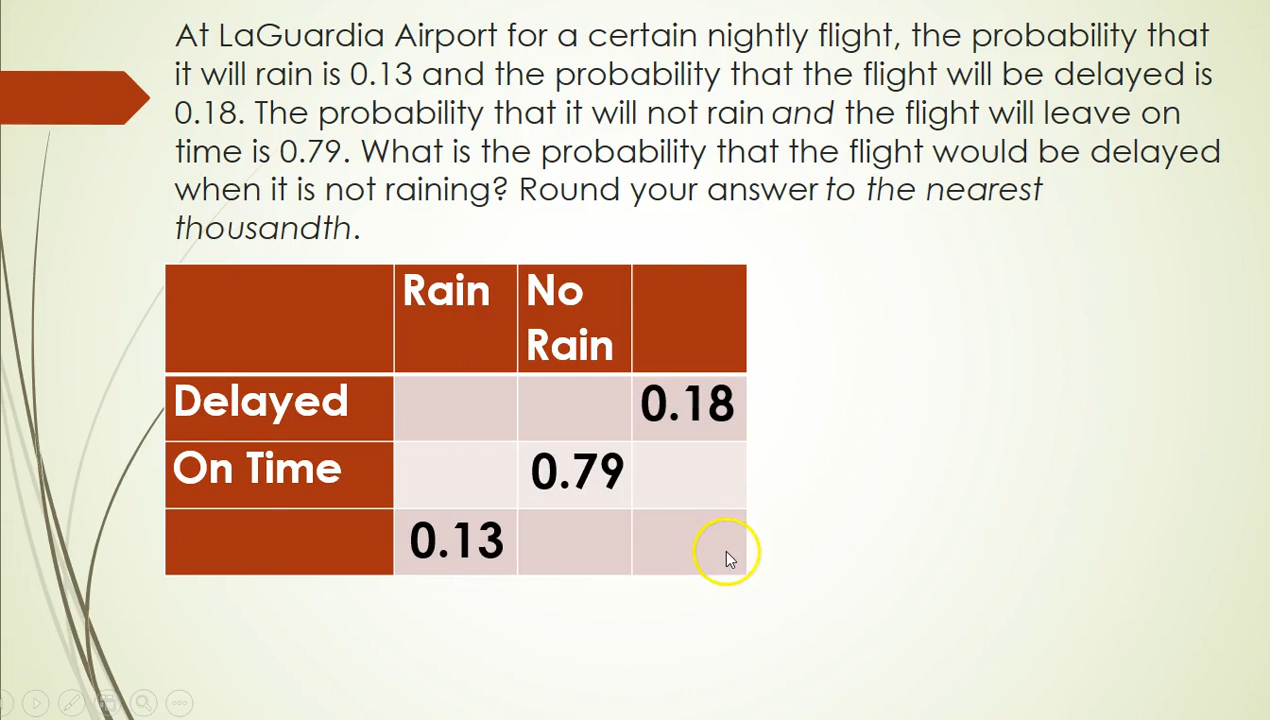 At LaGuardia Airport for a certain nightly flight, the probability that
it will rain is 0.13 and the probability that the flight will be delayed is
0.18. The probability that it will not rain and the flight will leave on
time is 0.79. What is the probability that the flight would be delayed
when it is not raining? Round your answer to the nearest
thousandth.
Rain No
Rain
Delayed 0.18
On Time 0.79
0.13